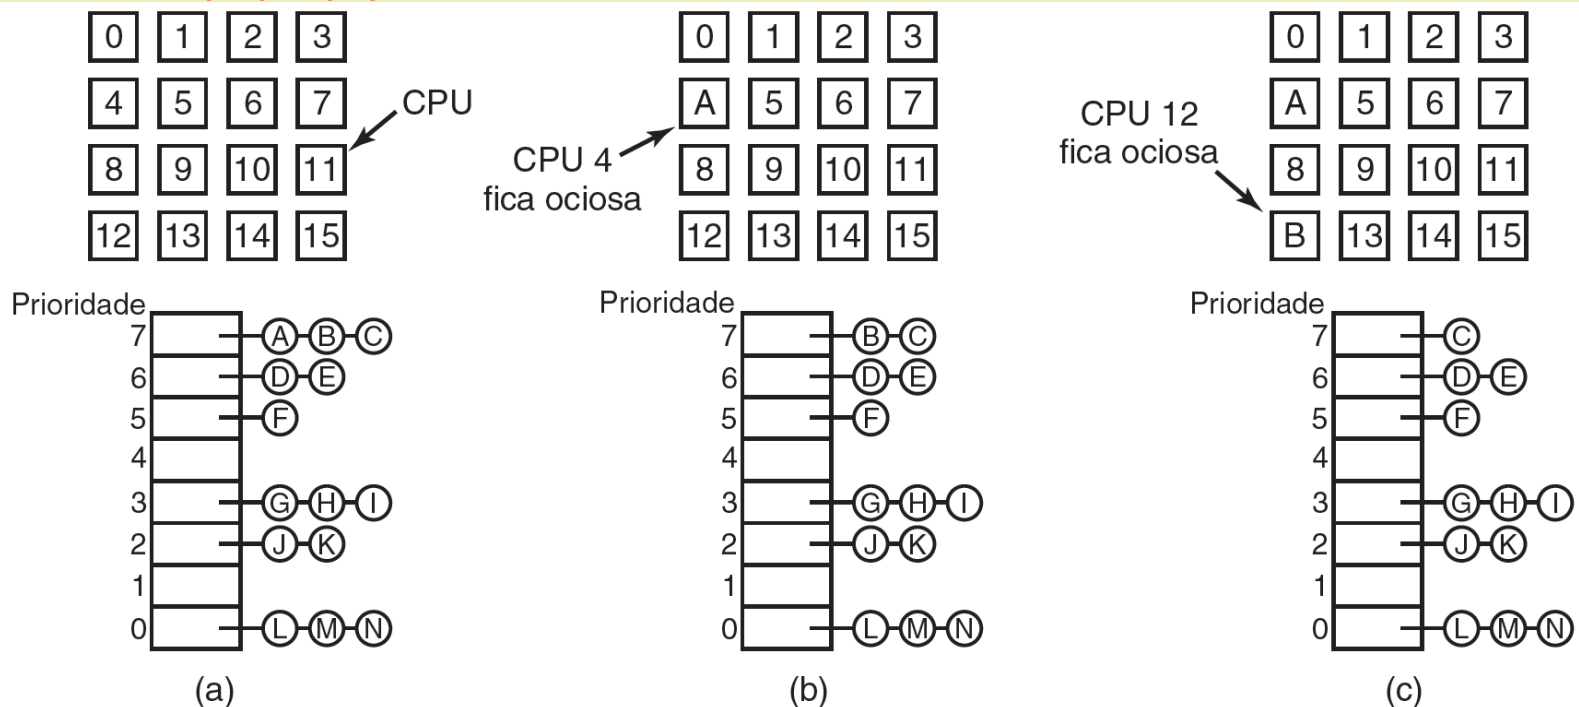 0 1 2 3
4 5 6 7
8 9 10 11
12 13 14 15
CPU
Prioridade
7 A B C
6 D E
5 F
4
3 G H I
2 J K
1
0 L M N
(a)
0 1 2 3
A 5 6 7
8 9 10 11
12 13 14 15
CPU 4
fica ociosa
Prioridade
7 B C
6 D E
5 F
4
3 G H I
2 J K
1
0 L M N
(b)
0 1 2 3
A 5 6 7
8 9 10 11
B 13 14 15
CPU 12
fica ociosa
Prioridade
7 C
6 D E
5 F
4
3 G H I
2 J K
1
0 L M N
(c)